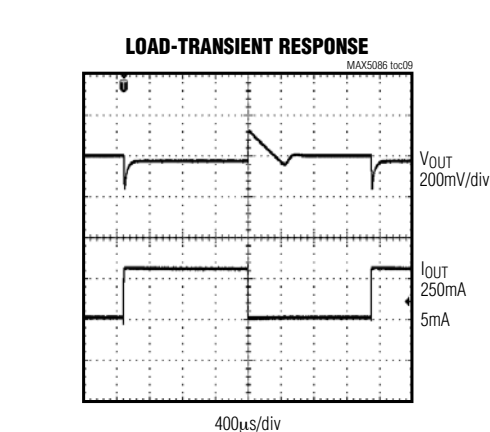 LOAD-TRANSIENT RESPONSE
MAX5086 toc09
T
VOUT
200mV/div
IOUT
250mA
5mA
400μs/div